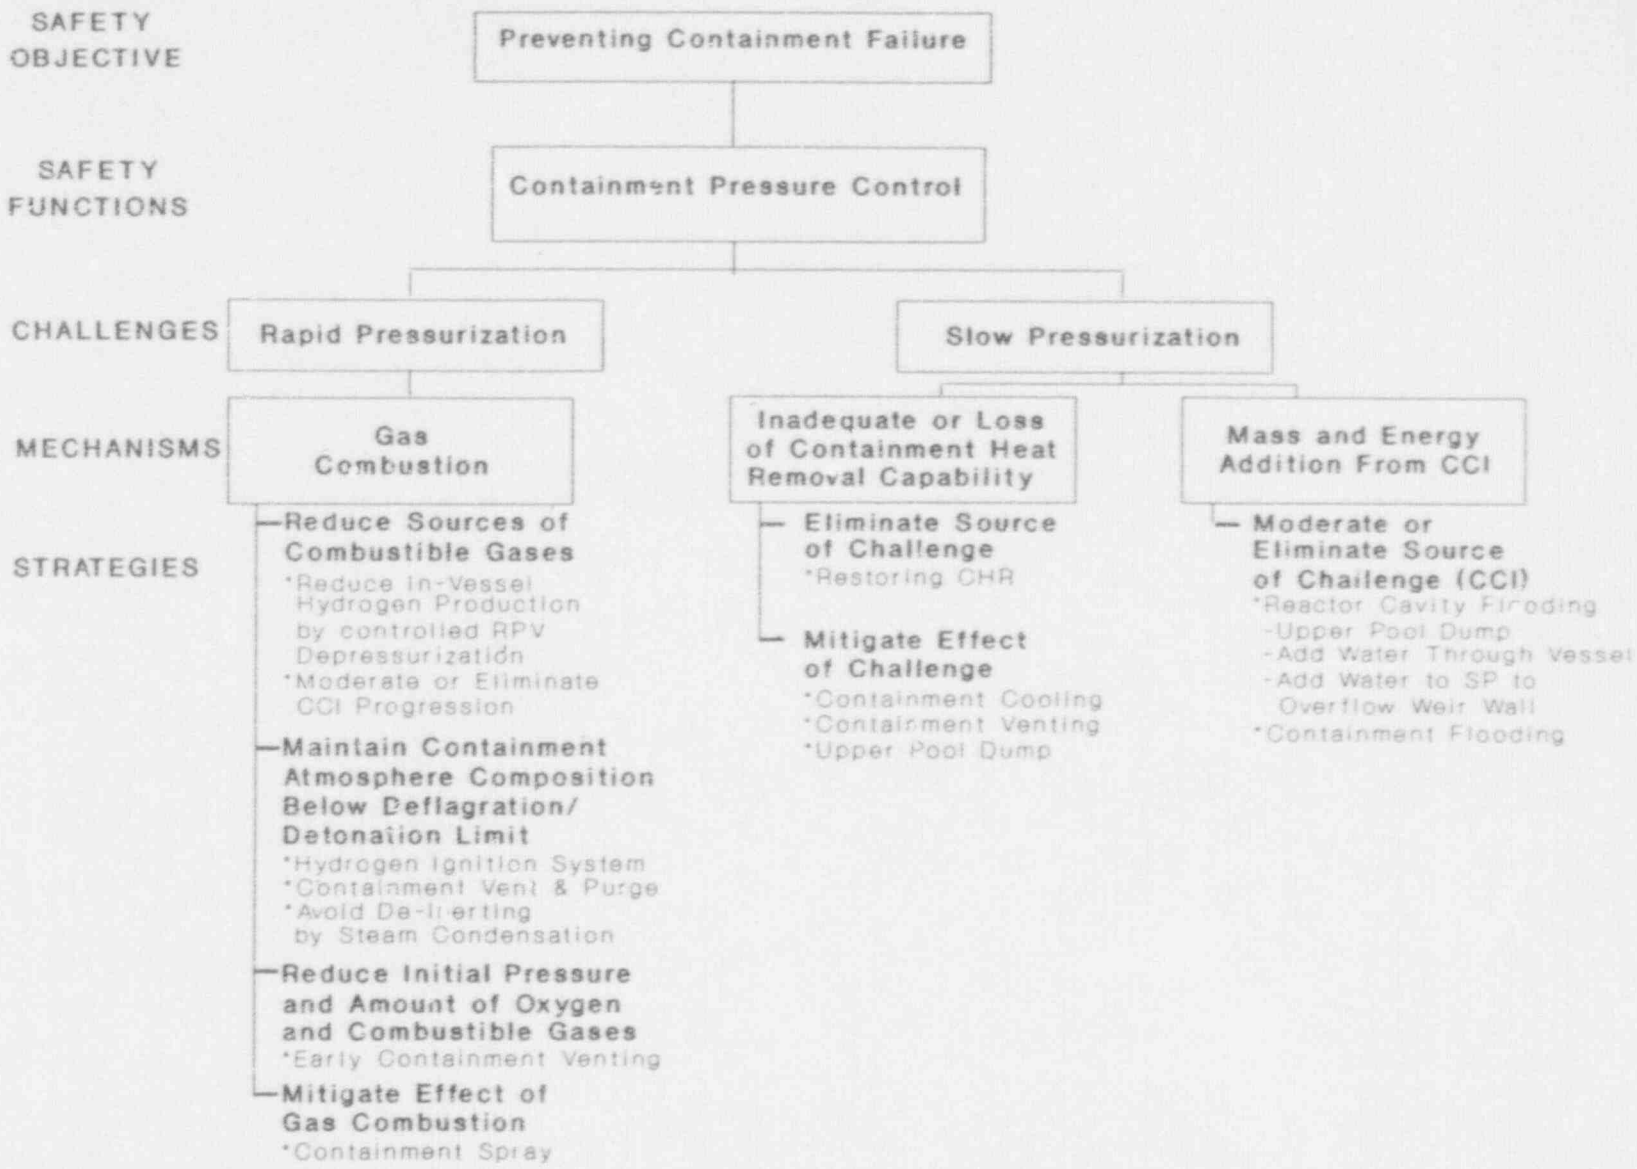 SAFETY
OBJECTIVE
Preventing Containment Failure
SAFETY
FUNCTIONS
Containment Pressure Control
CHALLENGES
Rapid Pressurization
Slow Pressurization
MECHANISMS
Gas
Combustion
Inadequate or Loss
of Containment Heat
Removal Capability
Mass and Energy
Addition From CCI
STRATEGIES
Reduce Sources of
Combustible Gases
*Reduce In-Vessel
Hydrogen Production
by controlled RPV
Depressurization
*Moderate or Eliminate
CCI Progression
Maintain Containment
Atmosphere Composition
Below Deflagration/
Detonation Limit
*Hydrogen Ignition System
*Containment Vent & Purge
*Avoid De-Inerting
by Steam Condensation
Reduce Initial Pressure
and Amount of Oxygen
and Combustible Gases
*Early Containment Venting
Mitigate Effect of
Gas Combustion
*Containment Spray
Eliminate Source
of Challenge
*Restoring CHR
Mitigate Effect
of Challenge
*Containment Cooling
*Containment Venting
*Upper Pool Dump
Moderate or
Eliminate Source
of Challenge (CCI)
*Reactor Cavity Flooding
-Upper Pool Dump
-Add Water Through Vessel
-Add Water to SP to
Overflow Weir Wall
*Containment Flooding